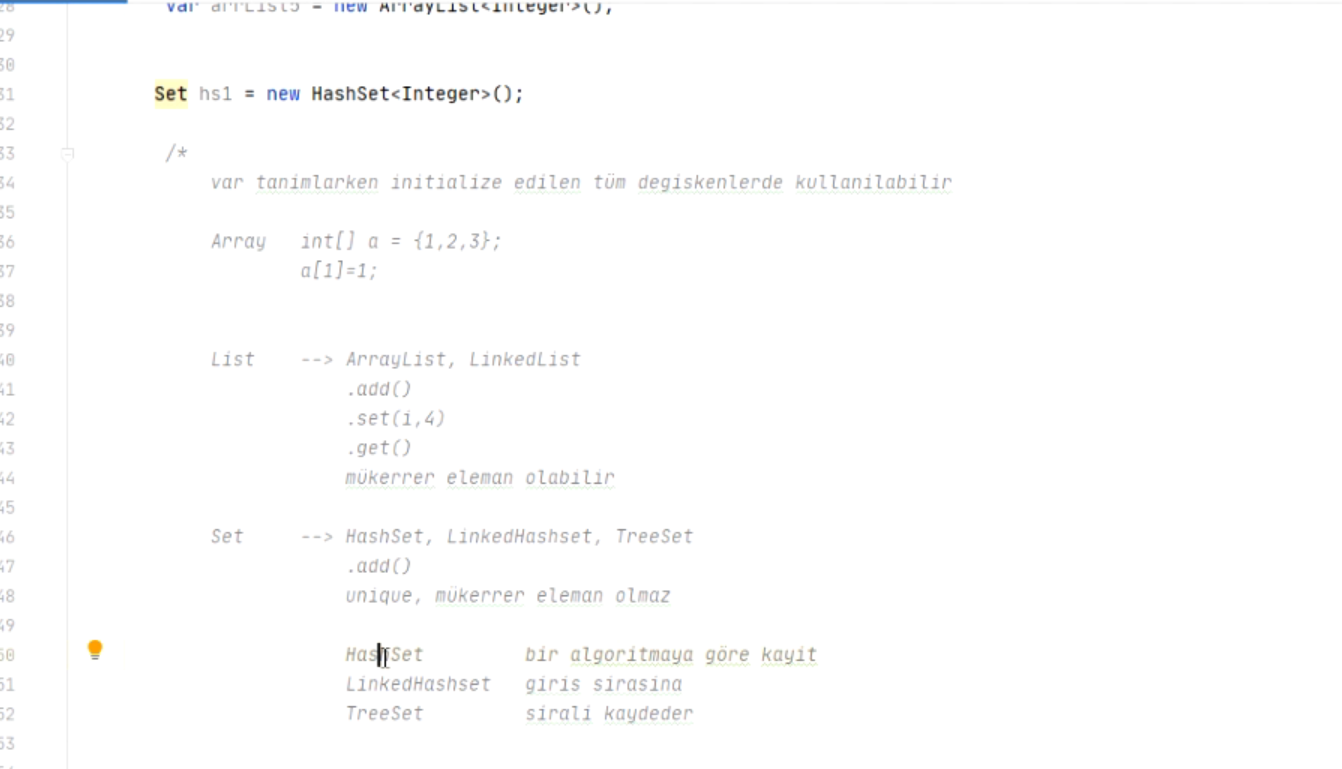 28 var arrList5 = new ArrayList<Integer>();
29
30
31 Set hs1 = new HashSet<Integer>();
32
33 /*
34 var tanimlarken initialize edilen tüm degiskenlerde kullanilabilir
35
36 Array int[] a = {1,2,3};
37 a[1]=1;
38
39
40 List --> ArrayList, LinkedList
41 .add()
42 .set(i,4)
43 .get()
44 mükerrer eleman olabilir
45
46 Set --> HashSet, LinkedHashset, TreeSet
47 .add()
48 unique, mükerrer eleman olmaz
49
50 HashSet bir algoritmaya göre kayit
51 LinkedHashset giris sirasina
52 TreeSet sirali kaydeder
53